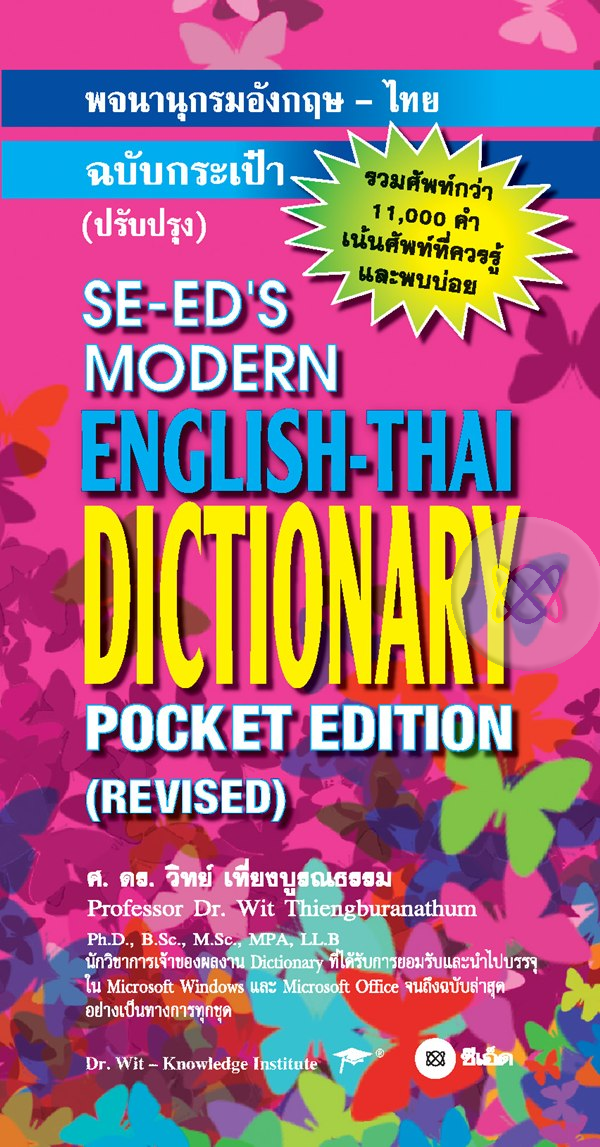 พจนานุกรมอังกฤษ – ไทย
ฉบับกระเป๋า
(ปรับปรุง)
รวมศัพท์กว่า
11,000 คำ
เน้นศัพท์ที่ควรรู้
และพบบ่อย
SE-ED'S
MODERN
ENGLISH-THAI
DICTIONARY
POCKET EDITION
(REVISED)
ศ. ดร. วิทย์ เที่ยงบูรณธรรม
Professor Dr. Wit Thiengburanathum
Ph.D., B.Sc., M.Sc., MPA, LL.B
นักวิชาการเจ้าของผลงาน Dictionary ที่ได้รับการยอมรับและนำไปบรรจุ
ใน Microsoft Windows และ Microsoft Office จนถึงฉบับล่าสุด
อย่างเป็นทางการทุกชุด
Dr. Wit – Knowledge Institute ®
ซีเอ็ด